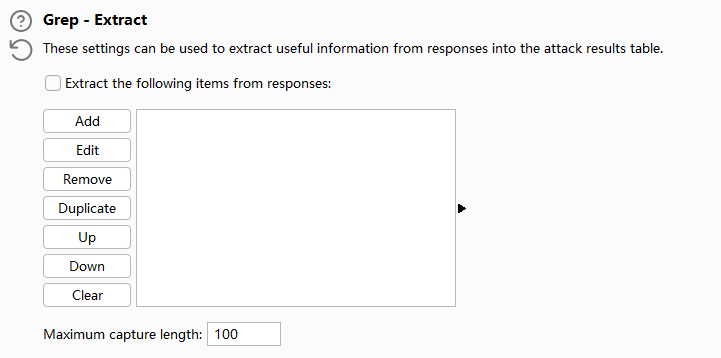 Grep - Extract
These settings can be used to extract useful information from responses into the attack results table.
Extract the following items from responses:
Add
Edit
Remove
Duplicate
Up
Down
Clear
Maximum capture length: 100